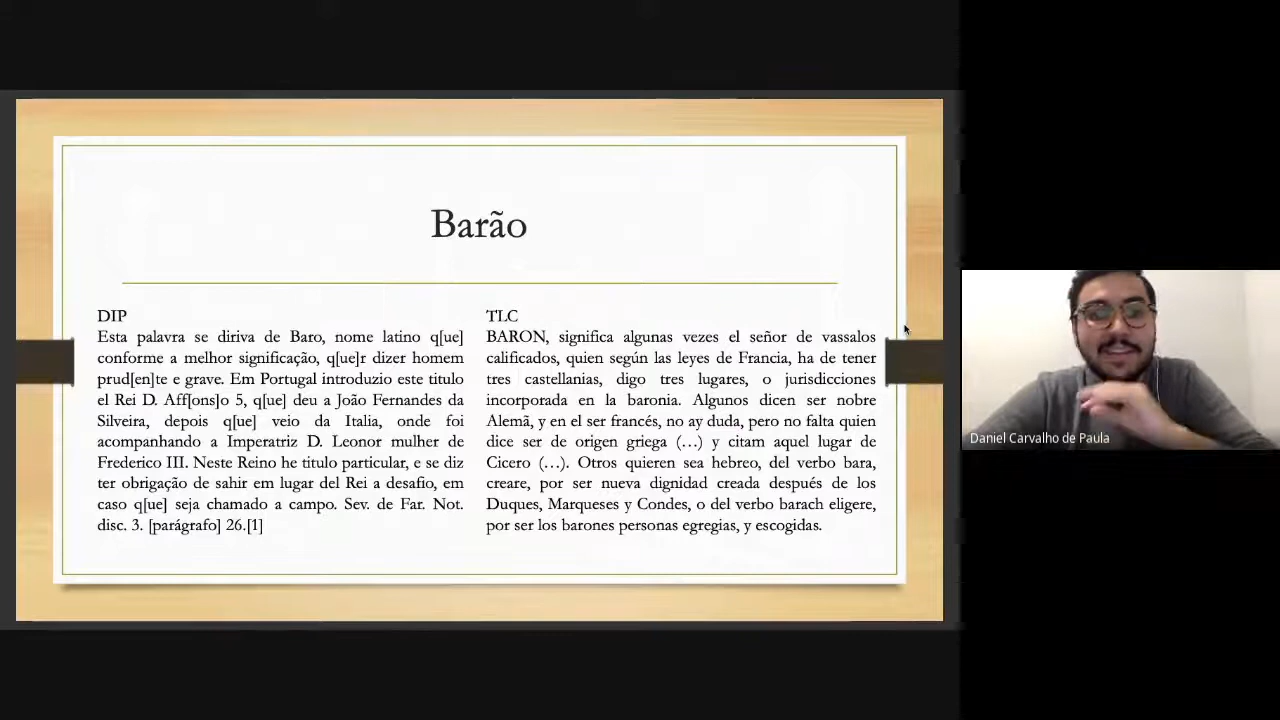 Barão
DIP
Esta palavra se diriva de Baro, nome latino q[ue]
conforme a melhor significação, q[ue]r dizer homem
prud[en]te e grave. Em Portugal introduzio este titulo
el Rei D. Aff[ons]o 5, q[ue] deu a João Fernandes da
Silveira, depois q[ue] veio da Italia, onde foi
acompanhando a Imperatriz D. Leonor mulher de
Frederico III. Neste Reino he titulo particular, e se diz
ter obrigação de sahir em lugar del Rei a desafio, em
caso q[ue] seja chamado a campo. Sev. de Far. Not.
disc. 3. [parágrafo] 26.[1]
TLC
BARON, significa algunas vezes el señor de vassalos
calificados, quien según las leyes de Francia, ha de tener
tres castellanias, digo tres lugares, o jurisdicciones
incorporada en la baronia. Algunos dicen ser nobre
Alemã, y en el ser francés, no ay duda, pero no falta quien
dice ser de origen griega (…) y citam aquel lugar de
Cicero (…). Otros quieren sea hebreo, del verbo bara,
creare, por ser nueva dignidad creada después de los
Duques, Marqueses y Condes, o del verbo barach eligere,
por ser los barones personas egregias, y escogidas.
Daniel Carvalho de Paula